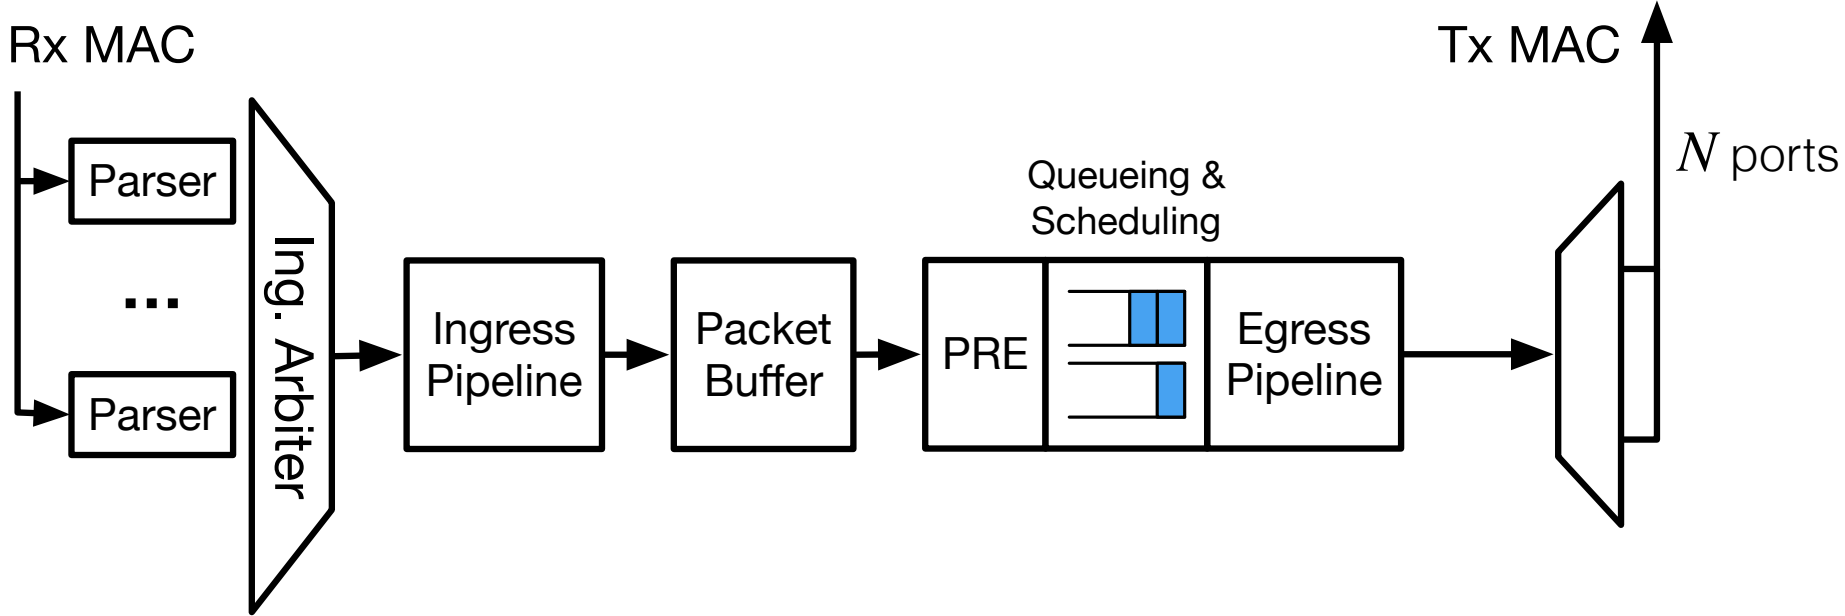 Rx MAC
Parser
...
Parser
Ing. Arbiter
Ingress
Pipeline
Packet
Buffer
Queueing &
Scheduling
PRE
Egress
Pipeline
Tx MAC
N ports